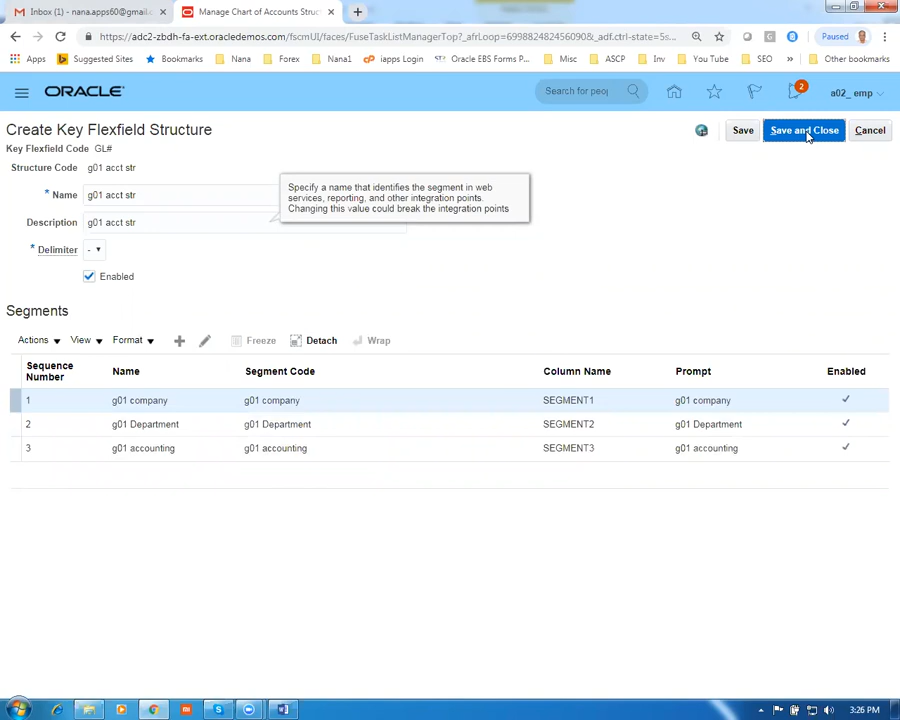 Inbox (1) - nana.apps60@gmail.c
Manage Chart of Accounts Struc
https://adc2-zbdh-fa-ext.oracledemos.com/fscmUI/faces/FuseTaskListManagerTop?_afrLoop=6998824824560908&_adf.ctrl-state=5s...
Paused
Apps
Suggested Sites
Bookmarks
Nana
Forex
Nana1
iapps Login
Oracle EBS Forms P...
Misc
ASCP
Inv
You Tube
SEO
»
Other bookmarks
ORACLE
Search for peo
2
a02_ emp
Create Key Flexfield Structure
Save
Save and Close
Cancel
Key Flexfield Code GL#
Structure Code g01 acct str
* Name g01 acct str
Specify a name that identifies the segment in web
services, reporting, and other integration points.
Changing this value could break the integration points
Description g01 acct str
* Delimiter -
Enabled
Segments
Actions View Format Freeze Detach Wrap
Sequence Number Name Segment Code Column Name Prompt Enabled
1 g01 company g01 company SEGMENT1 g01 company
2 g01 Department g01 Department SEGMENT2 g01 Department
3 g01 accounting g01 accounting SEGMENT3 g01 accounting
3:26 PM